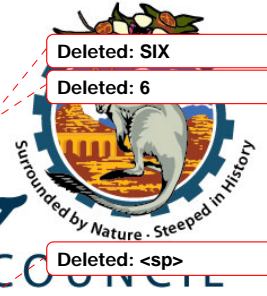 Deleted: SIX
Deleted: 6
Surrounded by Nature · Steeped in History
Deleted: <sp>
COUNCIL